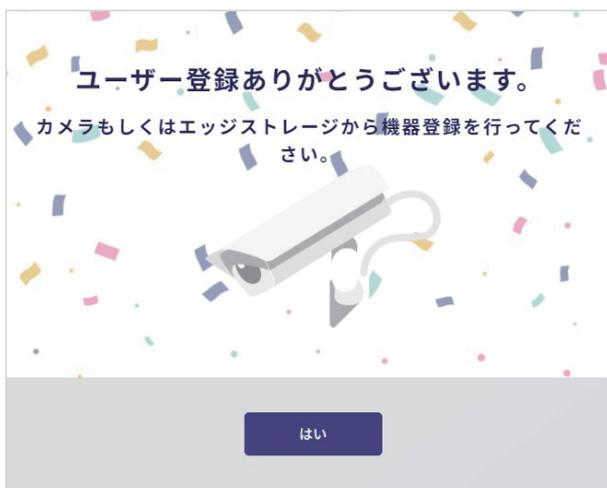 ユーザー登録ありがとうございます。
カメラもしくはエッジストレージから機器登録を行ってくだ
さい。
はい